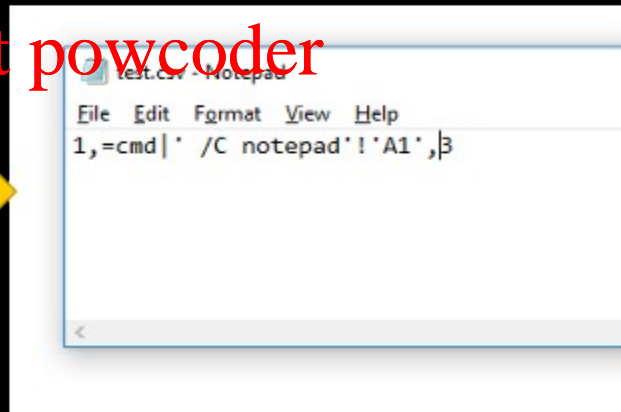 t powcoder
test.csv - Notepad
File Edit Format View Help
1,=cmd|' /C notepad'!'A1',3